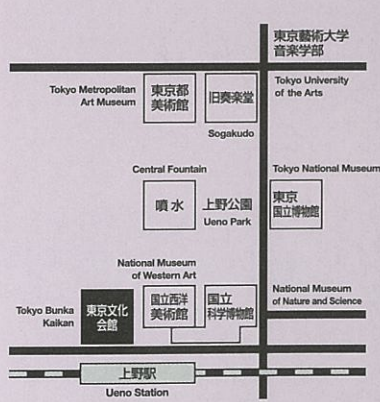 東京藝術大学
音楽学部
Tokyo University
of the Arts
Tokyo Metropolitan
Art Museum
東京都
美術館
旧奏楽堂
Sogakudo
Central Fountain
噴水
上野公園
Ueno Park
Tokyo National Museum
東京
国立博物館
National Museum
of Western Art
国立西洋
美術館
国立
科学博物館
National Museum
of Nature and Science
Tokyo Bunka
Kaikan
東京文化
会館
上野駅
Ueno Station